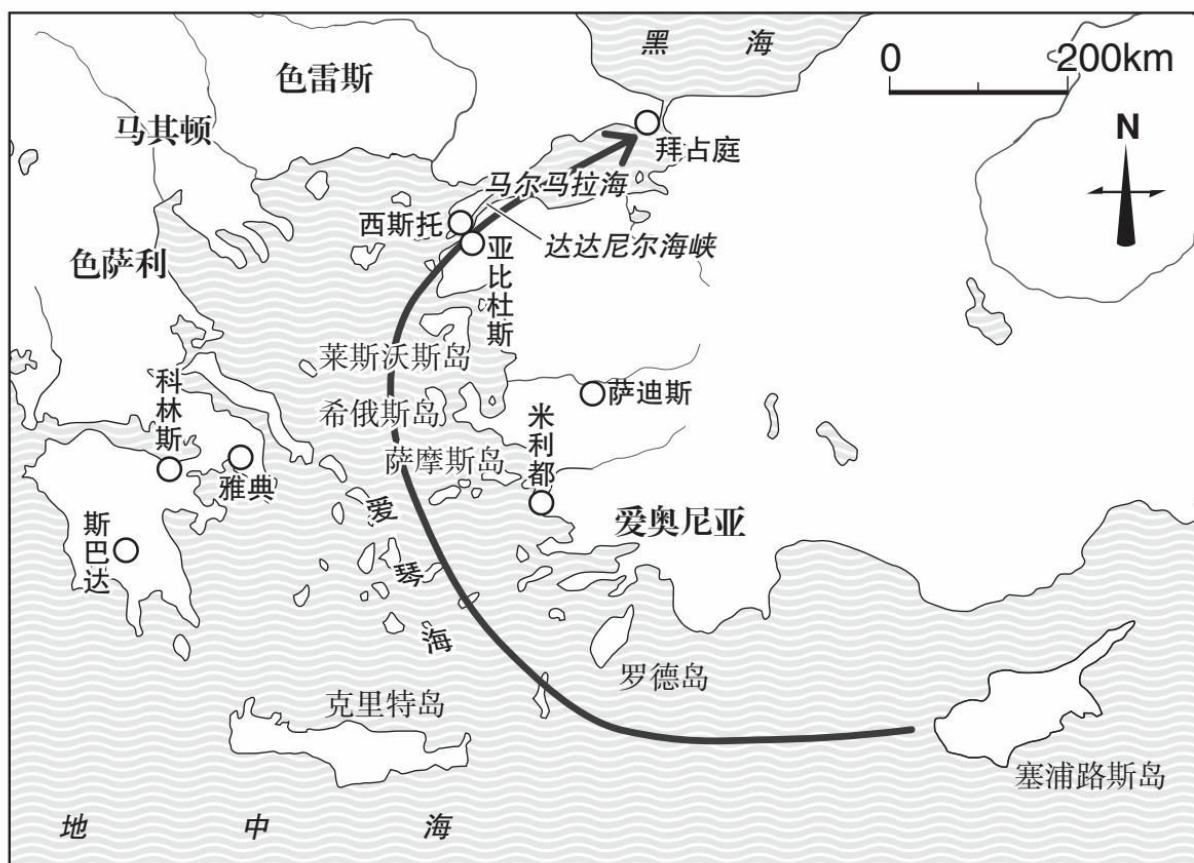 黑海
0 200km
色雷斯
N
马其顿
拜占庭
马尔马拉海
西斯托
达达尼尔海峡
亚比杜斯
色萨利
莱斯沃斯岛
科林斯
希俄斯岛
萨迪斯
米利都
萨摩斯岛
雅典
爱琴海
爱奥尼亚
斯巴达
罗德岛
克里特岛
塞浦路斯岛
地中海